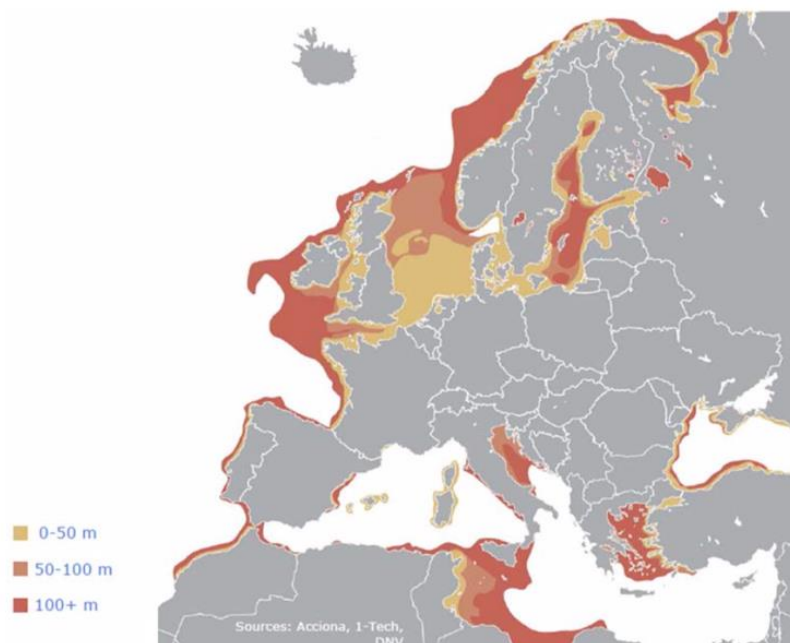 0-50 m
50-100 m
100+ m
Sources: Acciona, 1-Tech,
DNV